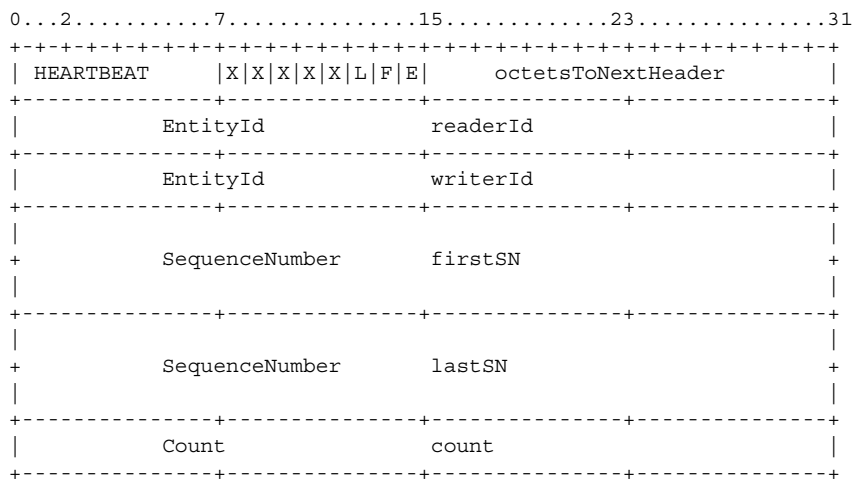 0...2...........7...............15.............23...............31
+-+-+-+-+-+-+-+-+-+-+-+-+-+-+-+-+-+-+-+-+-+-+-+-+-+-+-+-+-+-+-+-+
| HEARTBEAT     |X|X|X|X|X|L|F|E|     octetsToNextHeader        |
+---------------+---------------+---------------+---------------+
|           EntityId            readerId                        |
+---------------+---------------+---------------+---------------+
|           EntityId            writerId                        |
+---------------+---------------+---------------+---------------+
|                                                               |
+           SequenceNumber      firstSN                         +
|                                                               |
+---------------+---------------+---------------+---------------+
|                                                               |
+           SequenceNumber      lastSN                          +
|                                                               |
+---------------+---------------+---------------+---------------+
|           Count               count                           |
+---------------+---------------+---------------+---------------+